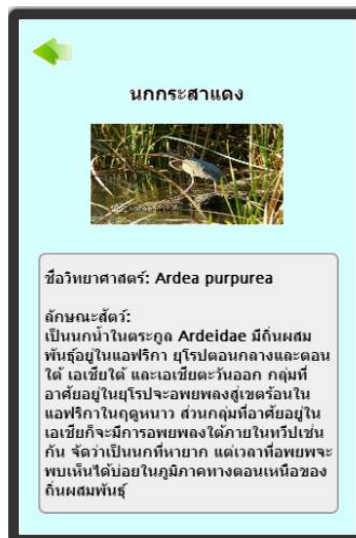 นกกระสาแดง
ชื่อวิทยาศาสตร์: Ardea purpurea
ลักษณะสัตว์:
เป็นนกน้ำในตระกูล Ardeidae มีถิ่นผสม
พันธุ์อยู่ในแอฟริกา ยุโรปตอนกลางและตอน
ใต้ เอเชียใต้ และเอเชียตะวันออก กลุ่มที่
อาศัยอยู่ในยุโรปจะอพยพลงสู่เขตร้อนใน
แอฟริกาในฤดูหนาว ส่วนกลุ่มที่อาศัยอยู่ใน
เอเชียก็จะมีการอพยพลงใต้ภายในทวีปเช่น
กัน จัดว่าเป็นนกที่หายาก แต่เวลาที่อพยพจะ
พบเห็นได้บ่อยในภูมิภาคทางตอนเหนือของ
ถิ่นผสมพันธุ์